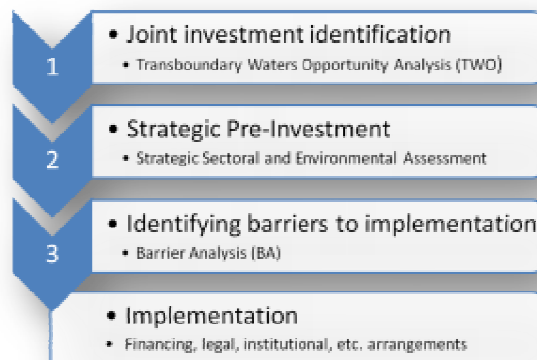 1
• Joint investment identification
• Transboundary Waters Opportunity Analysis (TWO)
2
• Strategic Pre-Investment
• Strategic Sectoral and Environmental Assessment
3
• Identifying barriers to implementation
• Barrier Analysis (BA)
• Implementation
• Financing, legal, institutional, etc. arrangements